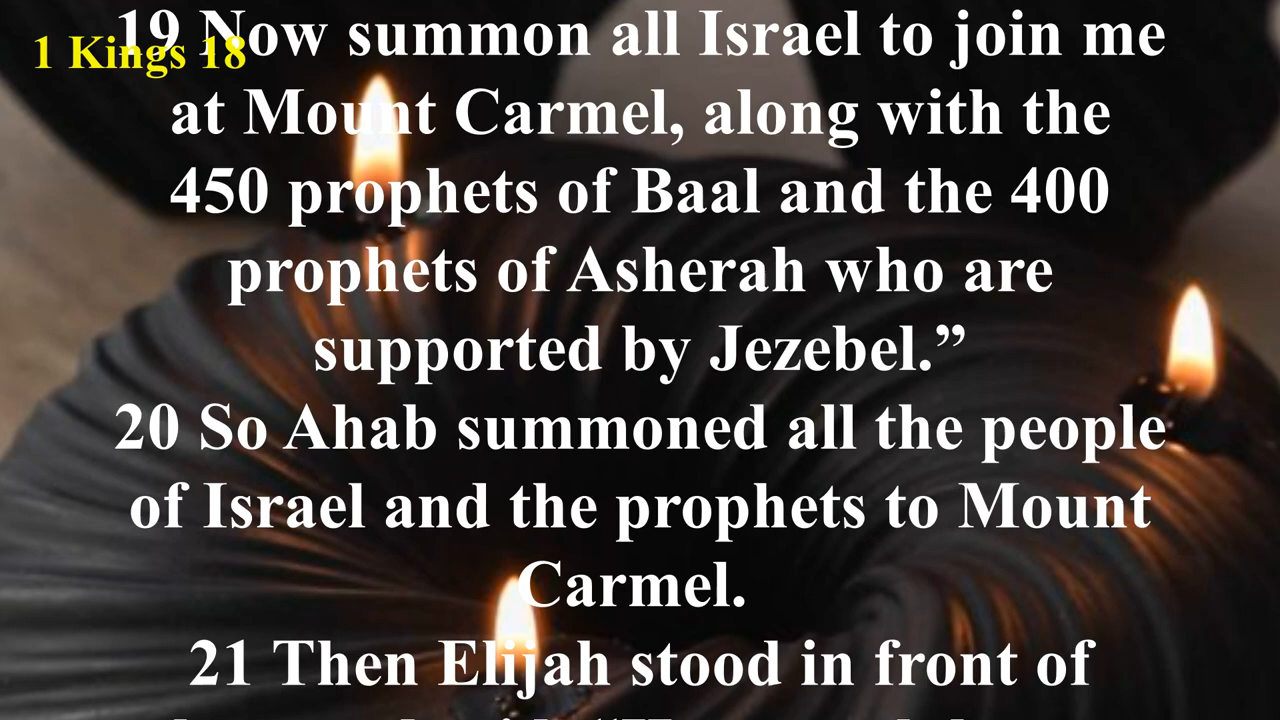 1 Kings 18
19 Now summon all Israel to join me
at Mount Carmel, along with the
450 prophets of Baal and the 400
prophets of Asherah who are
supported by Jezebel.”
20 So Ahab summoned all the people
of Israel and the prophets to Mount
Carmel.
21 Then Elijah stood in front of